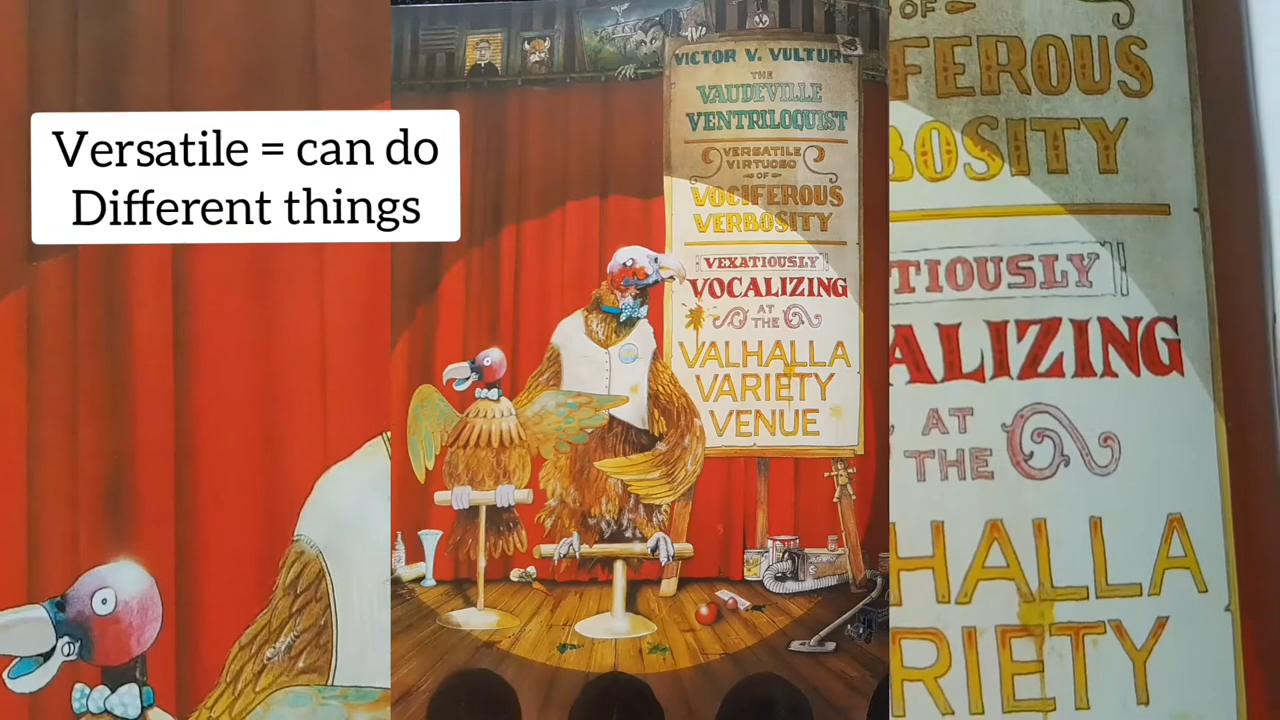 Versatile = can do
Different things
VICTOR V. VULTURE
THE
VAUDEVILLE
VENTRILOQUIST
VERSATILE
VIRTUOSO
OF
VOCIFEROUS
VERBOSITY
VEXATIOUSLY
VOCALIZING
AT
THE
VALHALLA
VARIETY
VENUE
OF
FEROUS
BOSITY
TIOUSLY
ALIZING
AT
THE
HALLA
RIETY